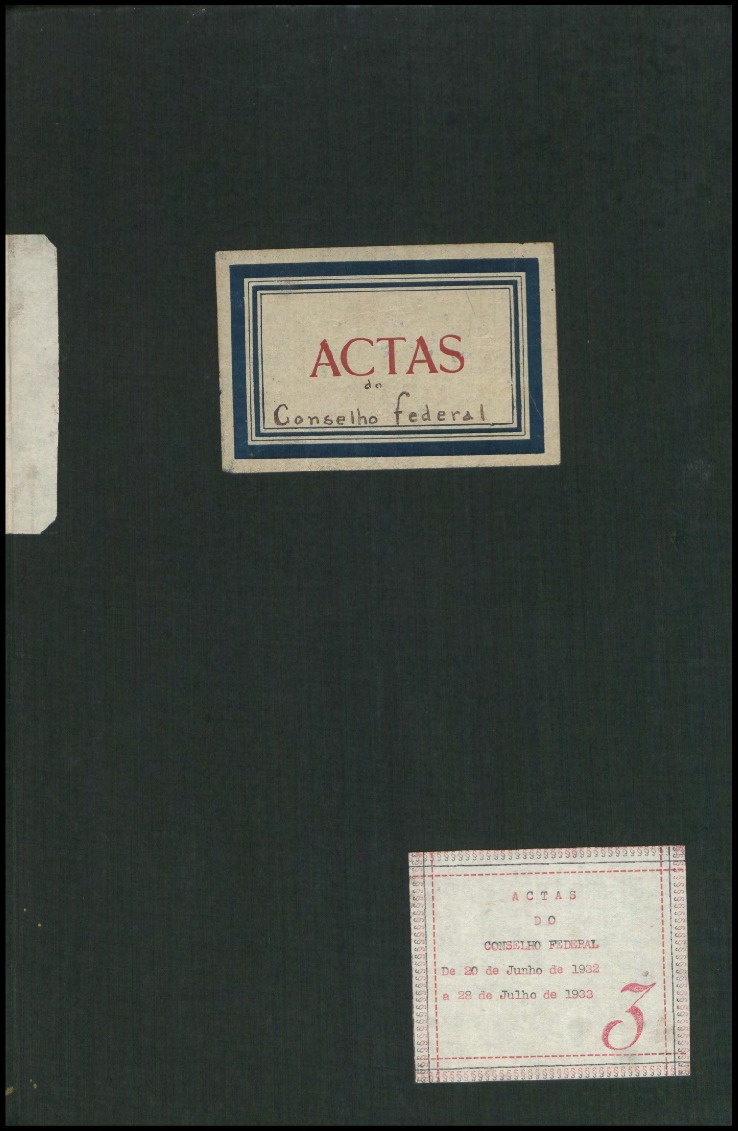 ACTAS
do
Conselho federal
ACTAS
DO
CONSELHO FEDERAL
De 20 de Junho de 1932
a 28 de Julho de 1933
3